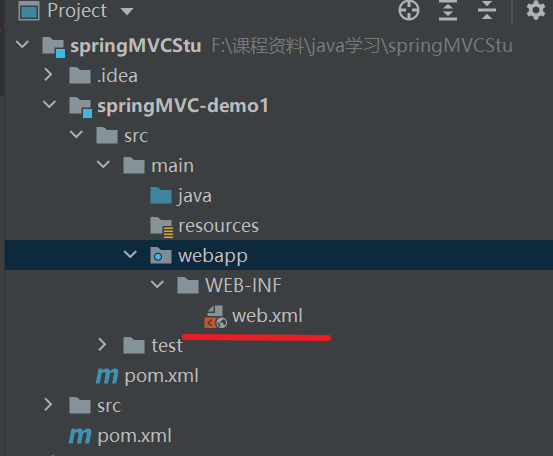 Project
springMVCStu F:\课程资料\java学习\springMVCStu
.idea
springMVC-demo1
src
main
java
resources
webapp
WEB-INF
web.xml
test
pom.xml
src
pom.xml